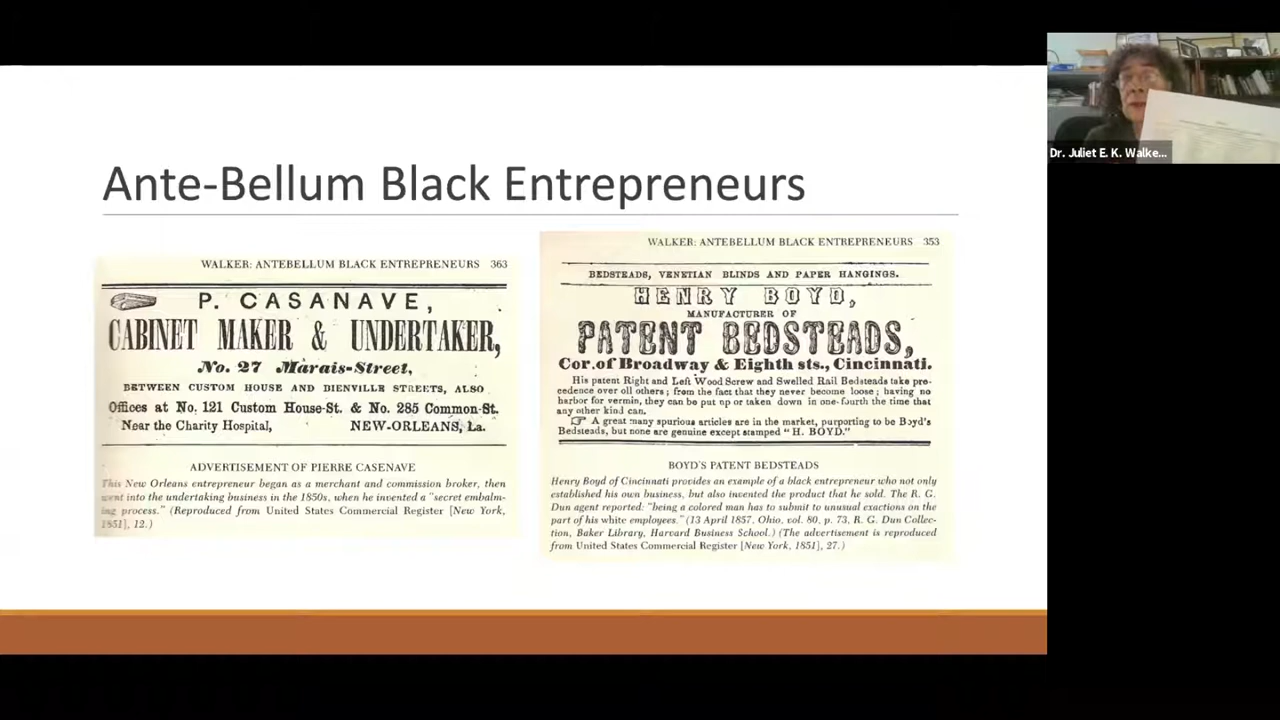 Ante-Bellum Black Entrepreneurs
WALKER: ANTEBELLUM BLACK ENTREPRENEURS 363
P. CASANAVE,
CABINET MAKER & UNDERTAKER,
No. 27 Marais-Street,
BETWEEN CUSTOM HOUSE AND DIENVILLE STREETS, ALSO
Offices at No. 121 Custom House-St. & No. 285 Common-St.
Near the Charity Hospital, NEW-ORLEANS, La.
ADVERTISEMENT OF PIERRE CASENAVE
This New Orleans entrepreneur began as a merchant and commission broker, then
went into the undertaking business in the 1850s, when he invented a "secret embalm-
ing process." (Reproduced from United States Commercial Register [New York,
1851], 12.)
WALKER: ANTEBELLUM BLACK ENTREPRENEURS 353
BEDSTEADS, VENETIAN BLINDS AND PAPER HANGINGS.
HENRY BOYD,
MANUFACTURER OF
PATENT BEDSTEADS,
Cor. of Broadway & Eighth sts., Cincinnati.
His patent Right and Left Wood Screw and Swelled Rail Bedsteads take pre-
cedence over oll others; from the fact that they never become loose; having no
harbor for vermin, they can be put up or taken down in one-fourth the time that
any other kind can.
☞ A great many spurious articles are in the market, purporting to be Boyd's
Bedsteads, but none are genuine except stamped "H. BOYD."
BOYD'S PATENT BEDSTEADS
Henry Boyd of Cincinnati provides an example of a black entrepreneur who not only
established his own business, but also invented the product that he sold. The R. G.
Dun agent reported: "being a colored man has to submit to unusual exactions on the
part of his white employees." (13 April 1857, Ohio, vol. 80, p. 73, R. G. Dun Collec-
tion, Baker Library, Harvard Business School.) (The advertisement is reproduced
from United States Commercial Register [New York, 1851], 27.)
Dr. Juliet E. K. Walke...